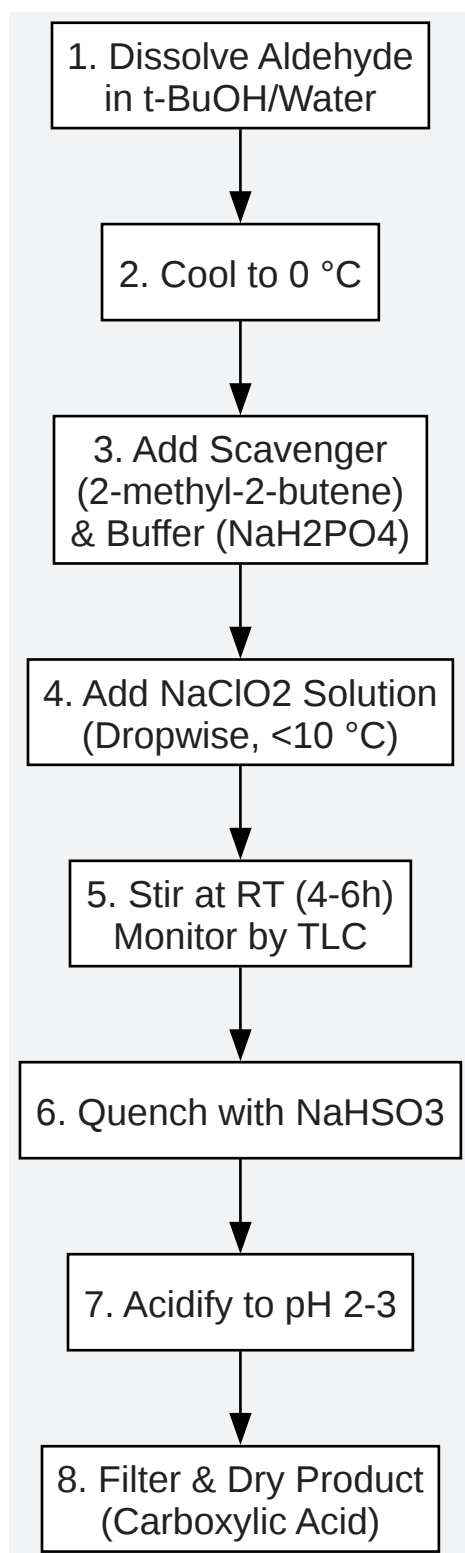 1. Dissolve Aldehyde
in t-BuOH/Water
2. Cool to 0 °C
3. Add Scavenger
(2-methyl-2-butene)
& Buffer (NaH2PO4)
4. Add NaClO2 Solution
(Dropwise, <10 °C)
5. Stir at RT (4-6h)
Monitor by TLC
6. Quench with NaHSO3
7. Acidify to pH 2-3
8. Filter & Dry Product
(Carboxylic Acid)